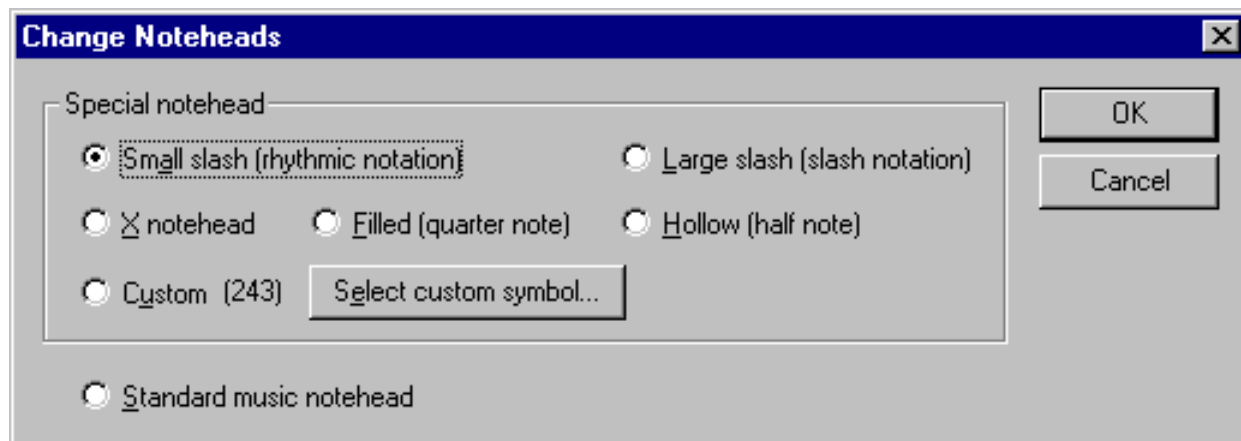 Change Noteheads
Special notehead
Small slash (rhythmic notation)
Large slash (slash notation)
OK
Cancel
X notehead
Filled (quarter note)
Hollow (half note)
Custom (243)
Select custom symbol...
Standard music notehead